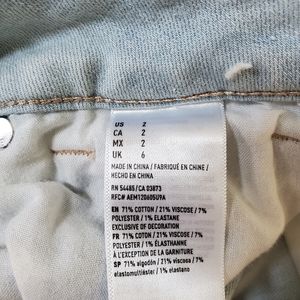 US 2
CA 2
MX 2
UK 6
MADE IN CHINA / FABRIQUÉ EN CHINE /
HECHO EN CHINA
RN 54485/CA 03873
RFC# AEM120605U9A
EN 71% COTTON / 21% VISCOSE / 7%
POLYESTER / 1% ELASTANE
EXCLUSIVE OF DECORATION
FR 71% COTON / 21% VISCOSE / 7%
POLYESTER / 1% ÉLASTHANNE
À L'EXCEPTION DE LA GARNITURE
SP 71% algodón / 21% viscosa / 7%
elastomultiéster / 1% elastano